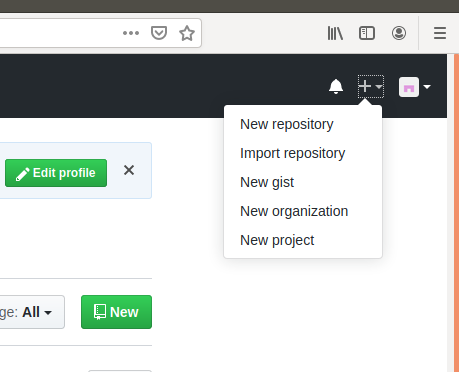 New repository
Edit profile
Import repository
New gist
New organization
New project
ge: All
New